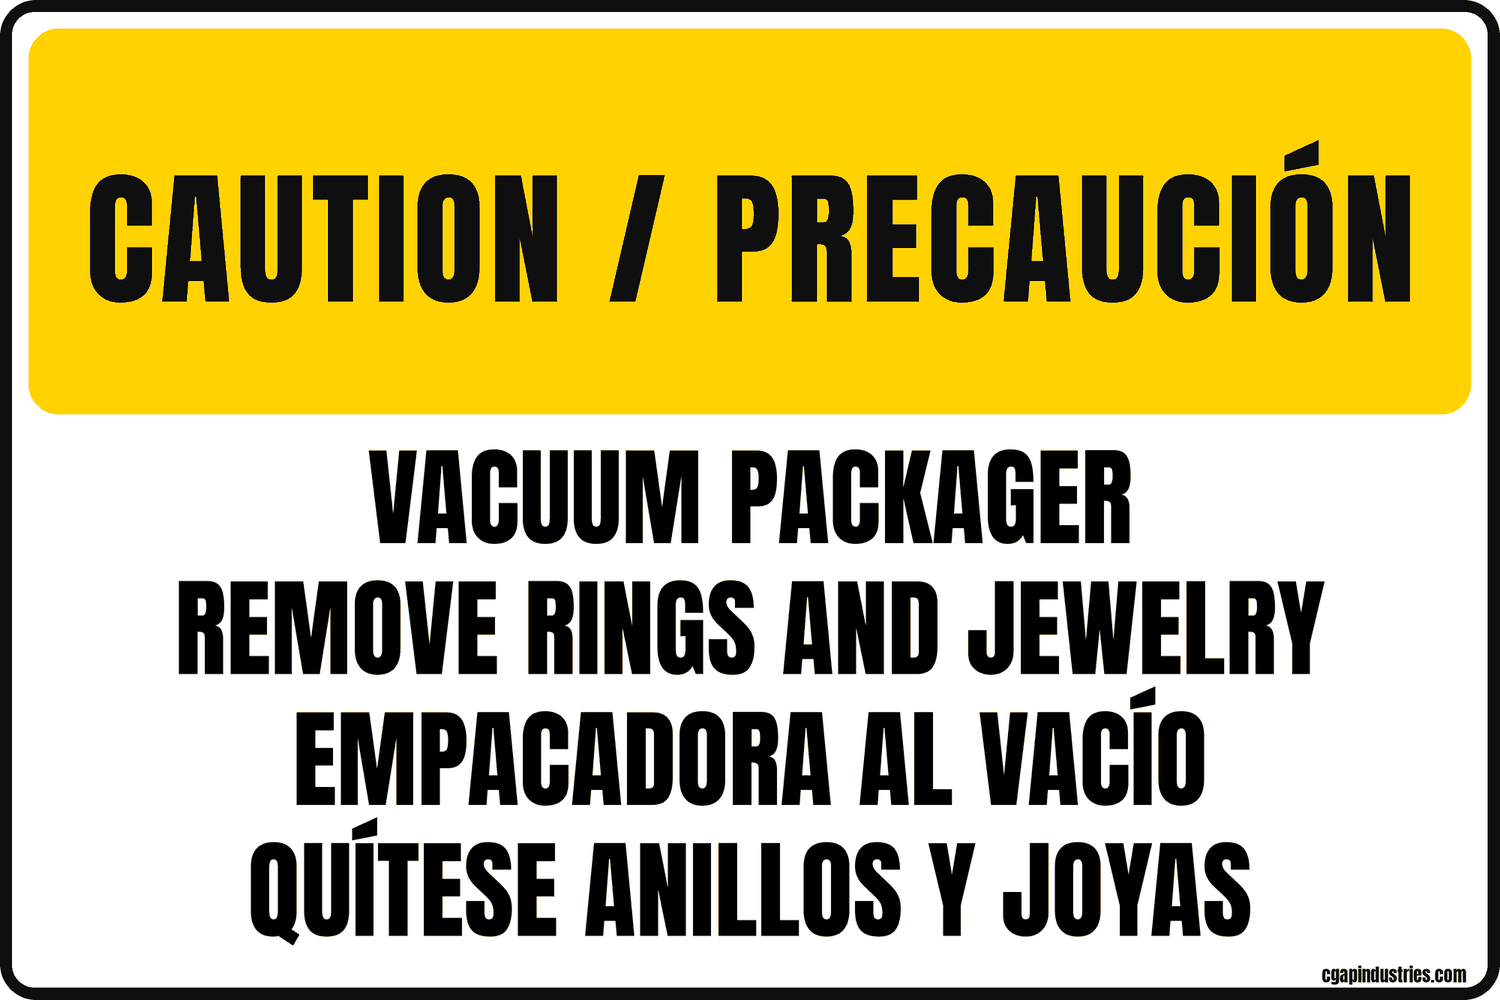 CAUTION / PRECAUCIÓN
VACUUM PACKAGER
REMOVE RINGS AND JEWELRY
EMPACADORA AL VACÍO
QUÍTESE ANILLOS Y JOYAS
cgapindustries.com